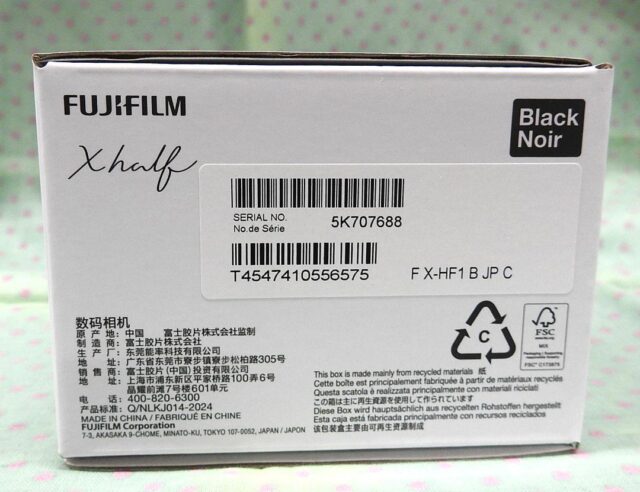 FUJIFILM
X half
Black
Noir
SERIAL NO.
No.de Série
5K707688
T4547410556575
F X-HF1 B JP C
数码相机
原产地: 中国 富士胶片株式会社监制
制造商: 富士胶片株式会社
生产厂: 东莞能率科技有限公司
地址: 广东省东莞市寮步镇寮步松柏路305号
销售商: 富士胶片(中国)投资有限公司
地址: 上海市浦东新区平家桥路100弄6号
晶耀前滩7号楼601单元
电话: 400-820-6300
产品标准: Q/NLKJ014-2024
MADE IN CHINA / FABRIQUÉ EN CHINE
FUJIFILM Corporation
7-3, AKASAKA 9-CHOME, MINATO-KU, TOKYO 107-0052, JAPAN / JAPON
C
FSC
www.fsc.org
MIX
Packaging | Supporting
responsible forestry
This box is made mainly from recycled materials 纸
Cette boîte est principalement fabriquée à partir de matériaux recyclés
この箱は主に再生資源を使用して作られています
Diese Box wird hauptsächlich aus recycelten Rohstoffen hergestellt
Esta caja está fabricada principalmente con recursos reciclados
该包装盒主要由可再生资源制成